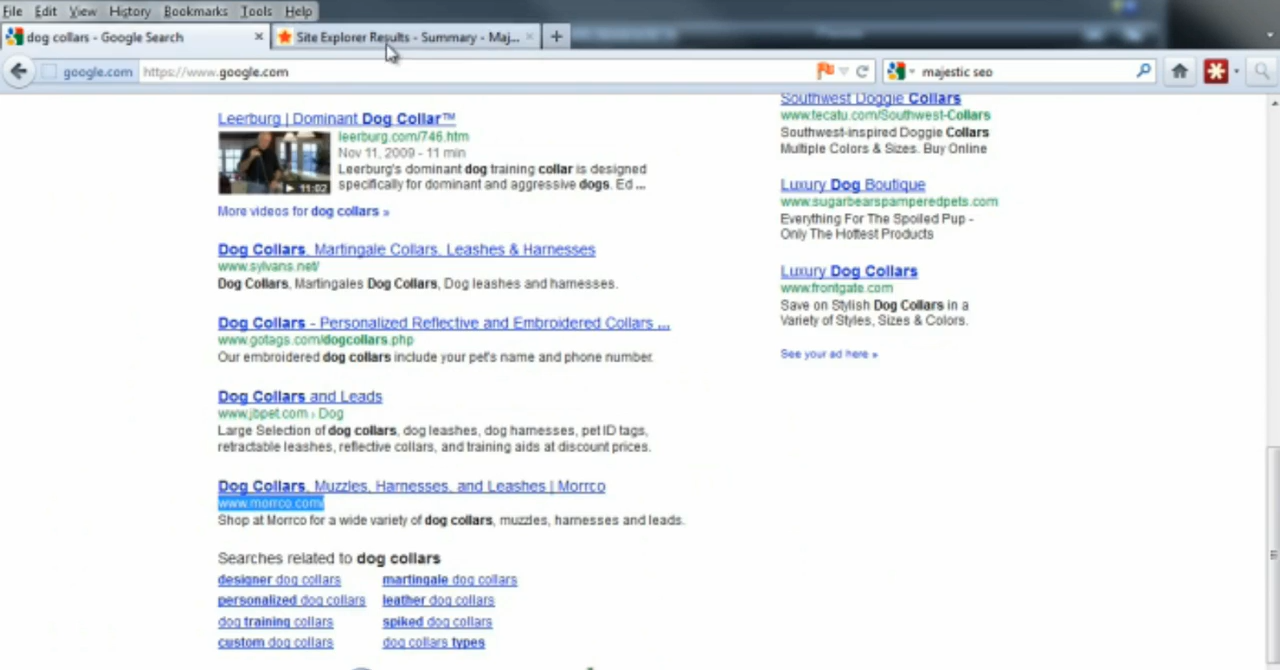 File Edit View History Bookmarks Tools Help
dog collars - Google Search
Site Explorer Results - Summary - Maj...
google.com
https://www.google.com
majestic seo
Leerburg | Dominant Dog Collar™
leerburg.com/746.htm
Nov 11, 2009 - 11 min
Leerburg's dominant dog training collar is designed
specifically for dominant and aggressive dogs. Ed ...
11:02
More videos for dog collars »
Dog Collars, Martingale Collars, Leashes & Harnesses
www.sylvans.net/
Dog Collars, Martingales Dog Collars, Dog leashes and harnesses.
Dog Collars - Personalized Reflective and Embroidered Collars ...
www.gotags.com/dogcollars.php
Our embroidered dog collars include your pet's name and phone number.
Dog Collars and Leads
www.jbpet.com › Dog
Large Selection of dog collars, dog leashes, dog harnesses, pet ID tags,
retractable leashes, reflective collars, and training aids at discount prices.
Dog Collars, Muzzles, Harnesses, and Leashes | Morrco
www.morrco.com/
Shop at Morrco for a wide variety of dog collars, muzzles, harnesses and leads.
Searches related to dog collars
designer dog collars
martingale dog collars
personalized dog collars
leather dog collars
dog training collars
spiked dog collars
custom dog collars
dog collars types
Southwest Doggie Collars
www.tecatu.com/Southwest-Collars
Southwest-inspired Doggie Collars
Multiple Colors & Sizes. Buy Online
Luxury Dog Boutique
www.sugarbearspamperedpets.com
Everything For The Spoiled Pup -
Only The Hottest Products
Luxury Dog Collars
www.frontgate.com
Save on Stylish Dog Collars in a
Variety of Styles, Sizes & Colors.
See your ad here »